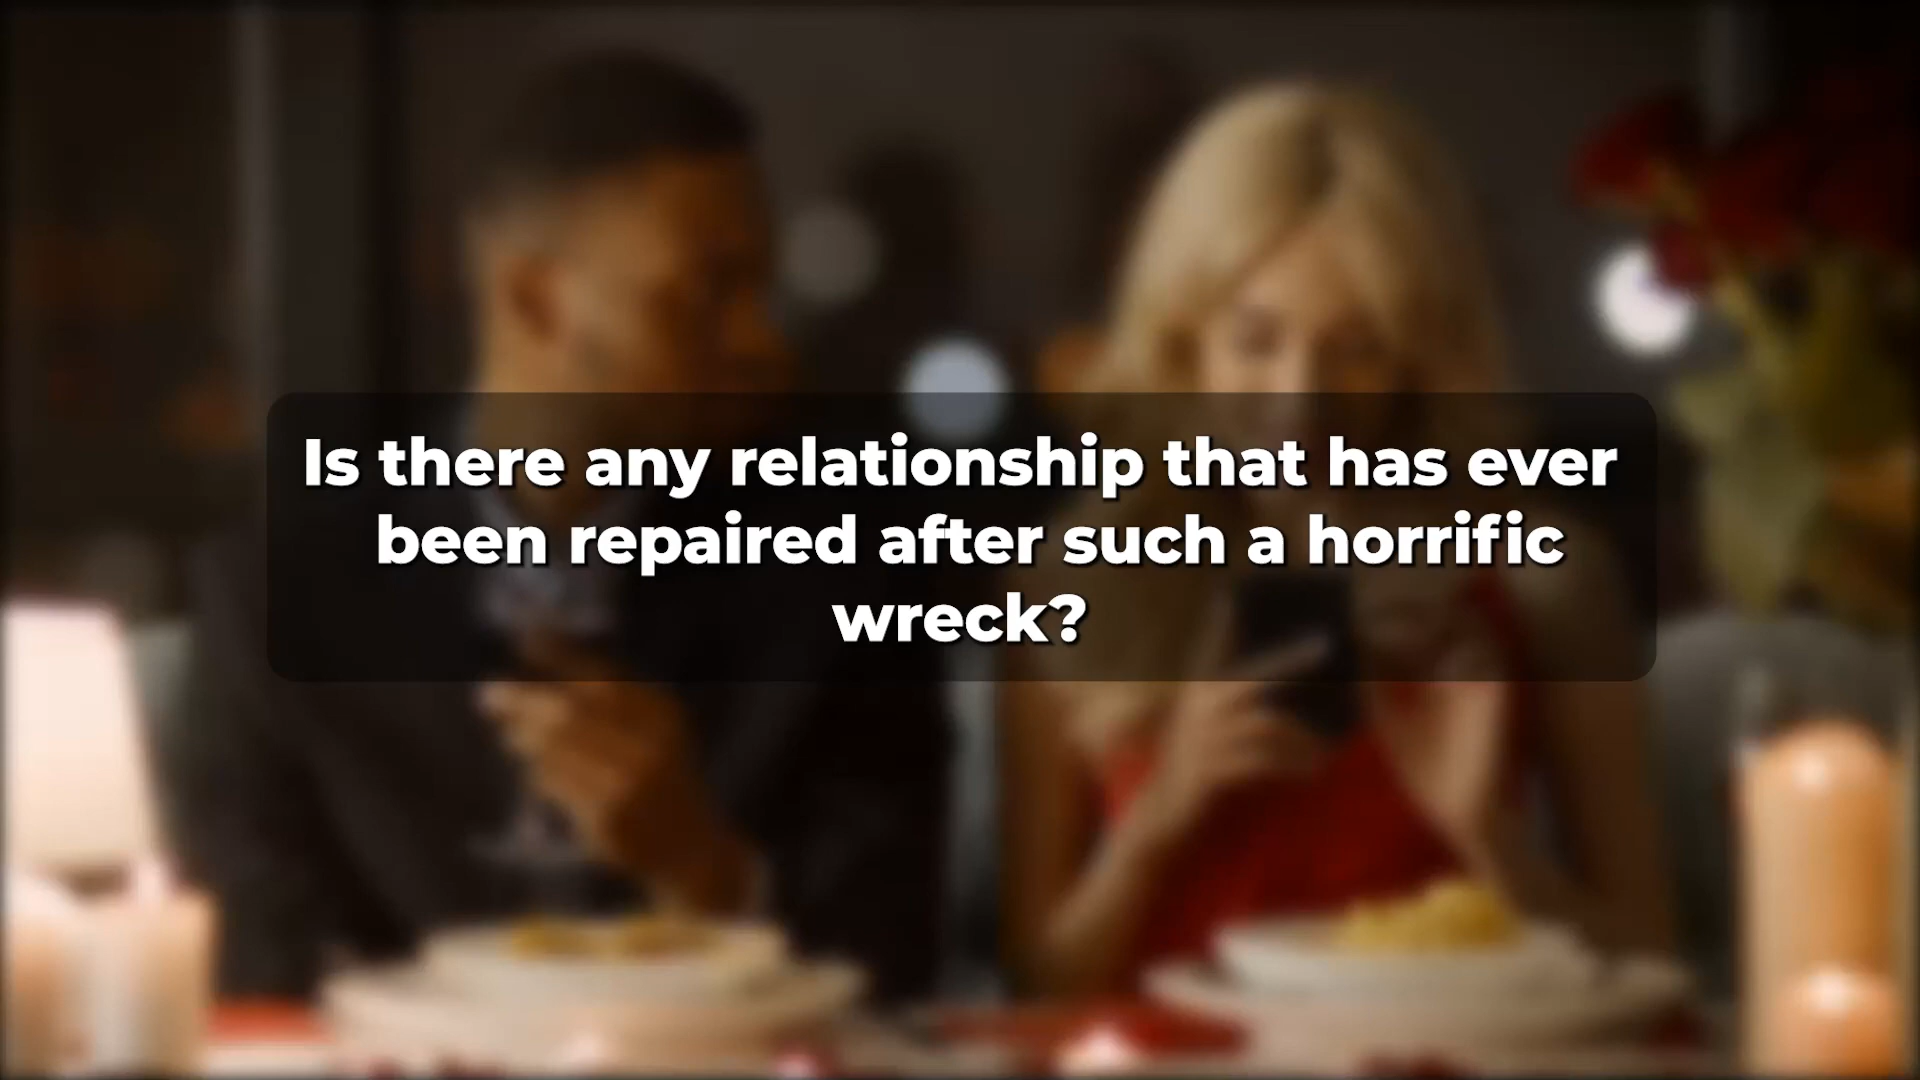 Is there any relationship that has ever
been repaired after such a horrific
wreck?